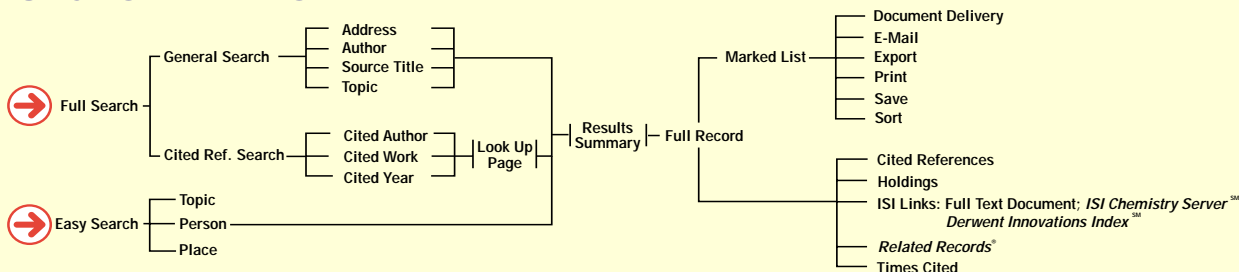 Full Search
General Search
Address
Author
Source Title
Topic
Cited Ref. Search
Cited Author
Cited Work
Cited Year
Look Up
Page
Easy Search
Topic
Person
Place
Results
Summary
Full Record
Marked List
Document Delivery
E-Mail
Export
Print
Save
Sort
Cited References
Holdings
ISI Links: Full Text Document; ISI Chemistry Server℠
Derwent Innovations Index℠
Related Records®
Times Cited